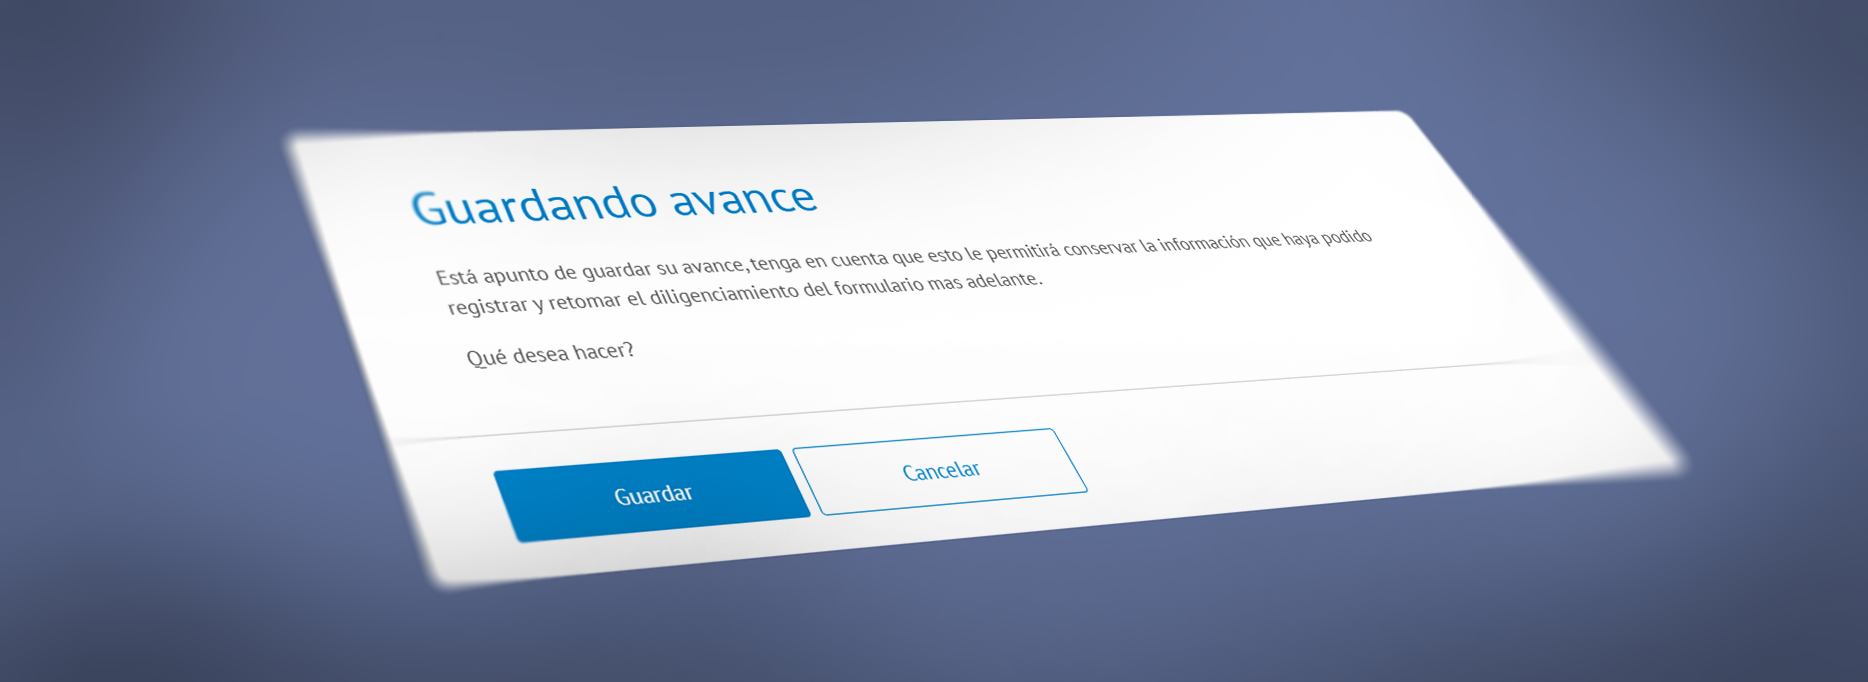 Guardando avance
Está apunto de guardar su avance, tenga en cuenta que esto le permitirá conservar la información que haya podido
registrar y retomar el diligenciamiento del formulario mas adelante.
Qué desea hacer?
Guardar
Cancelar